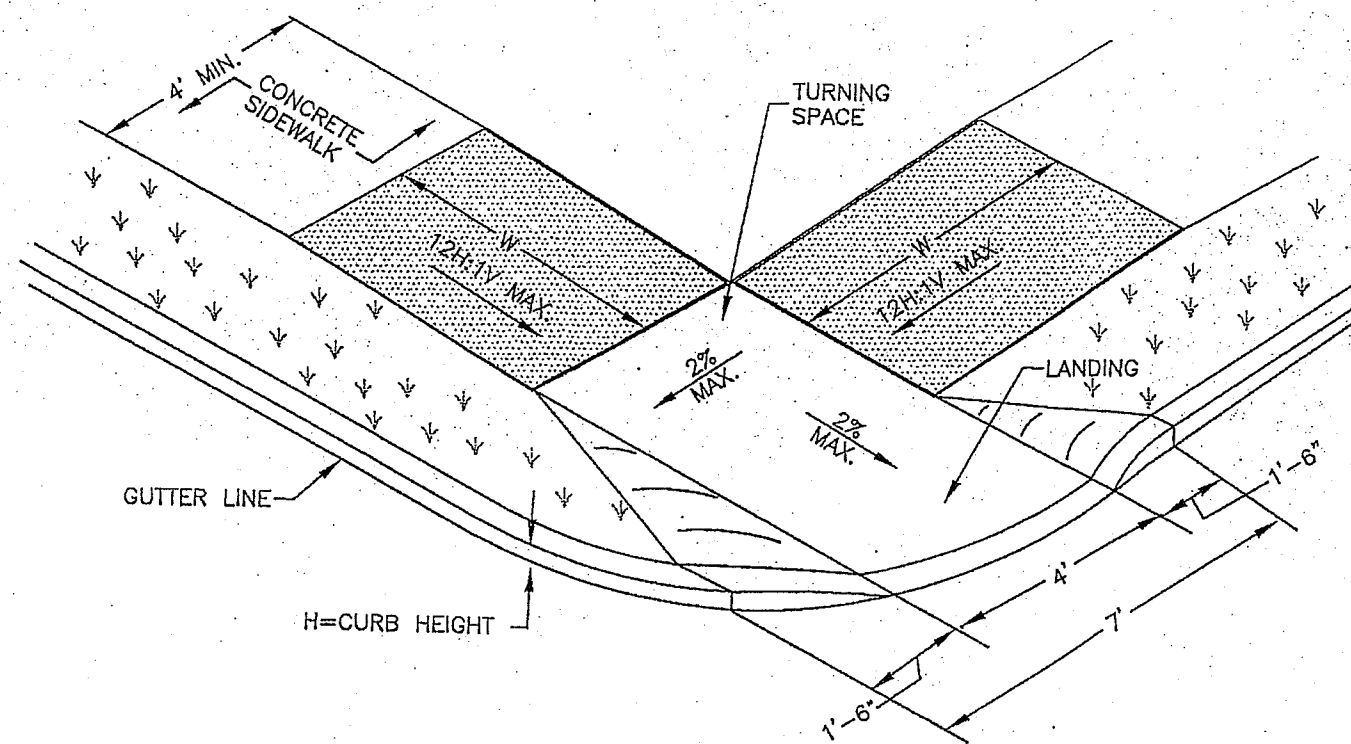 4' MIN.
CONCRETE
SIDEWALK
TURNING
SPACE
W
12H:1V MAX.
W
12H:1V MAX.
2%
MAX.
2%
MAX.
LANDING
GUTTER LINE
H=CURB HEIGHT
1'-6"
4'
7'
1'-6"